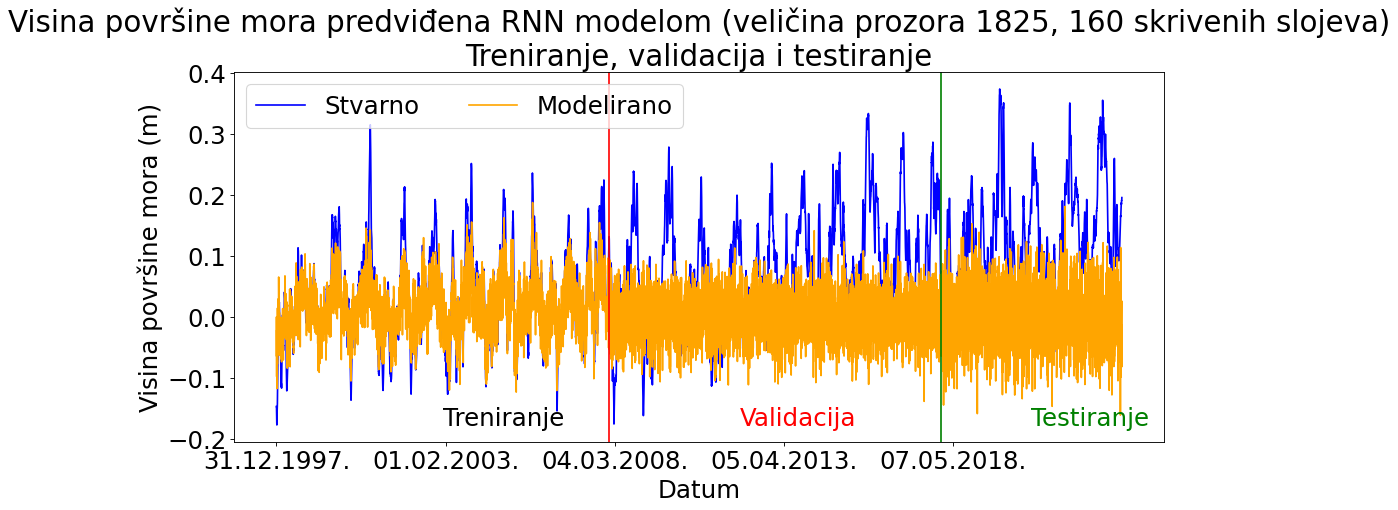 Visina površine mora predviđena RNN modelom (veličina prozora 1825, 160 skrivenih slojeva)
Treniranje, validacija i testiranje
Stvarno
Modelirano
Visina površine mora (m)
0.4
0.3
0.2
0.1
0.0
−0.1
−0.2
Treniranje
Validacija
Testiranje
31.12.1997.
01.02.2003.
04.03.2008.
05.04.2013.
07.05.2018.
Datum